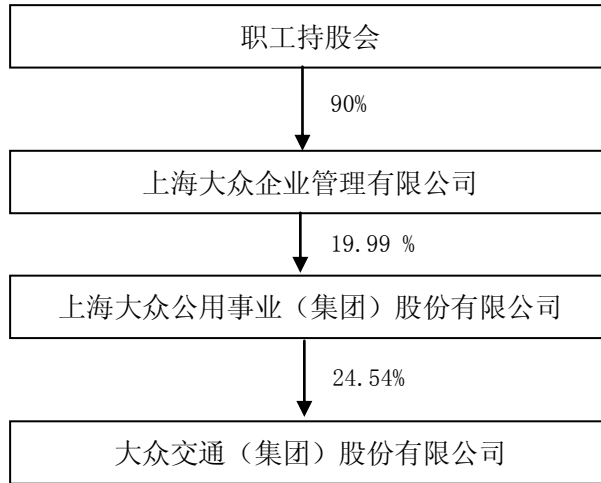 职工持股会
90%
上海大众企业管理有限公司
19.99 %
上海大众公用事业（集团）股份有限公司
24.54%
大众交通（集团）股份有限公司